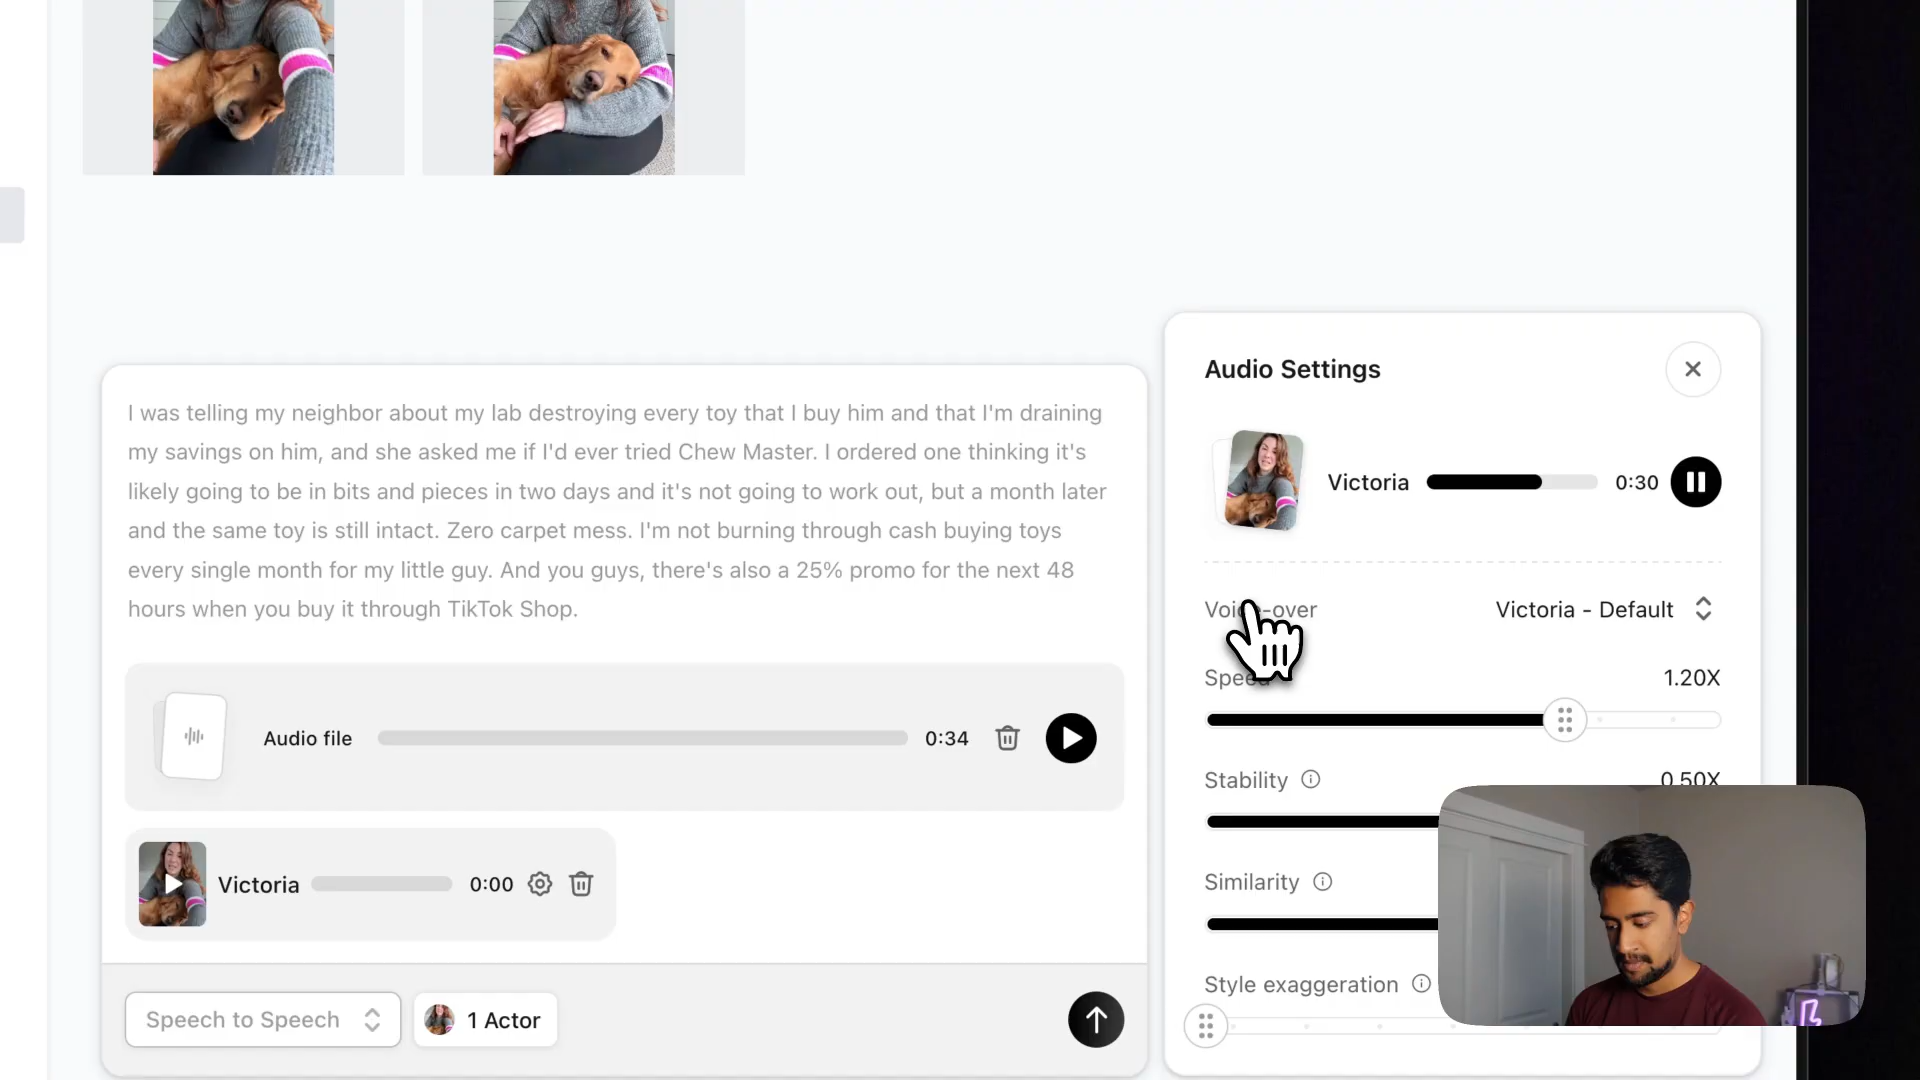 Audio Settings
Victoria 0:30
Voice-over Victoria - Default
Speed 1.20X
Stability 0.50X
Similarity
Style exaggeration
I was telling my neighbor about my lab destroying every toy that I buy him and that I'm draining
my savings on him, and she asked me if I'd ever tried Chew Master. I ordered one thinking it's
likely going to be in bits and pieces in two days and it's not going to work out, but a month later
and the same toy is still intact. Zero carpet mess. I'm not burning through cash buying toys
every single month for my little guy. And you guys, there's also a 25% promo for the next 48
hours when you buy it through TikTok Shop.
Audio file 0:34
Victoria 0:00
Speech to Speech 1 Actor